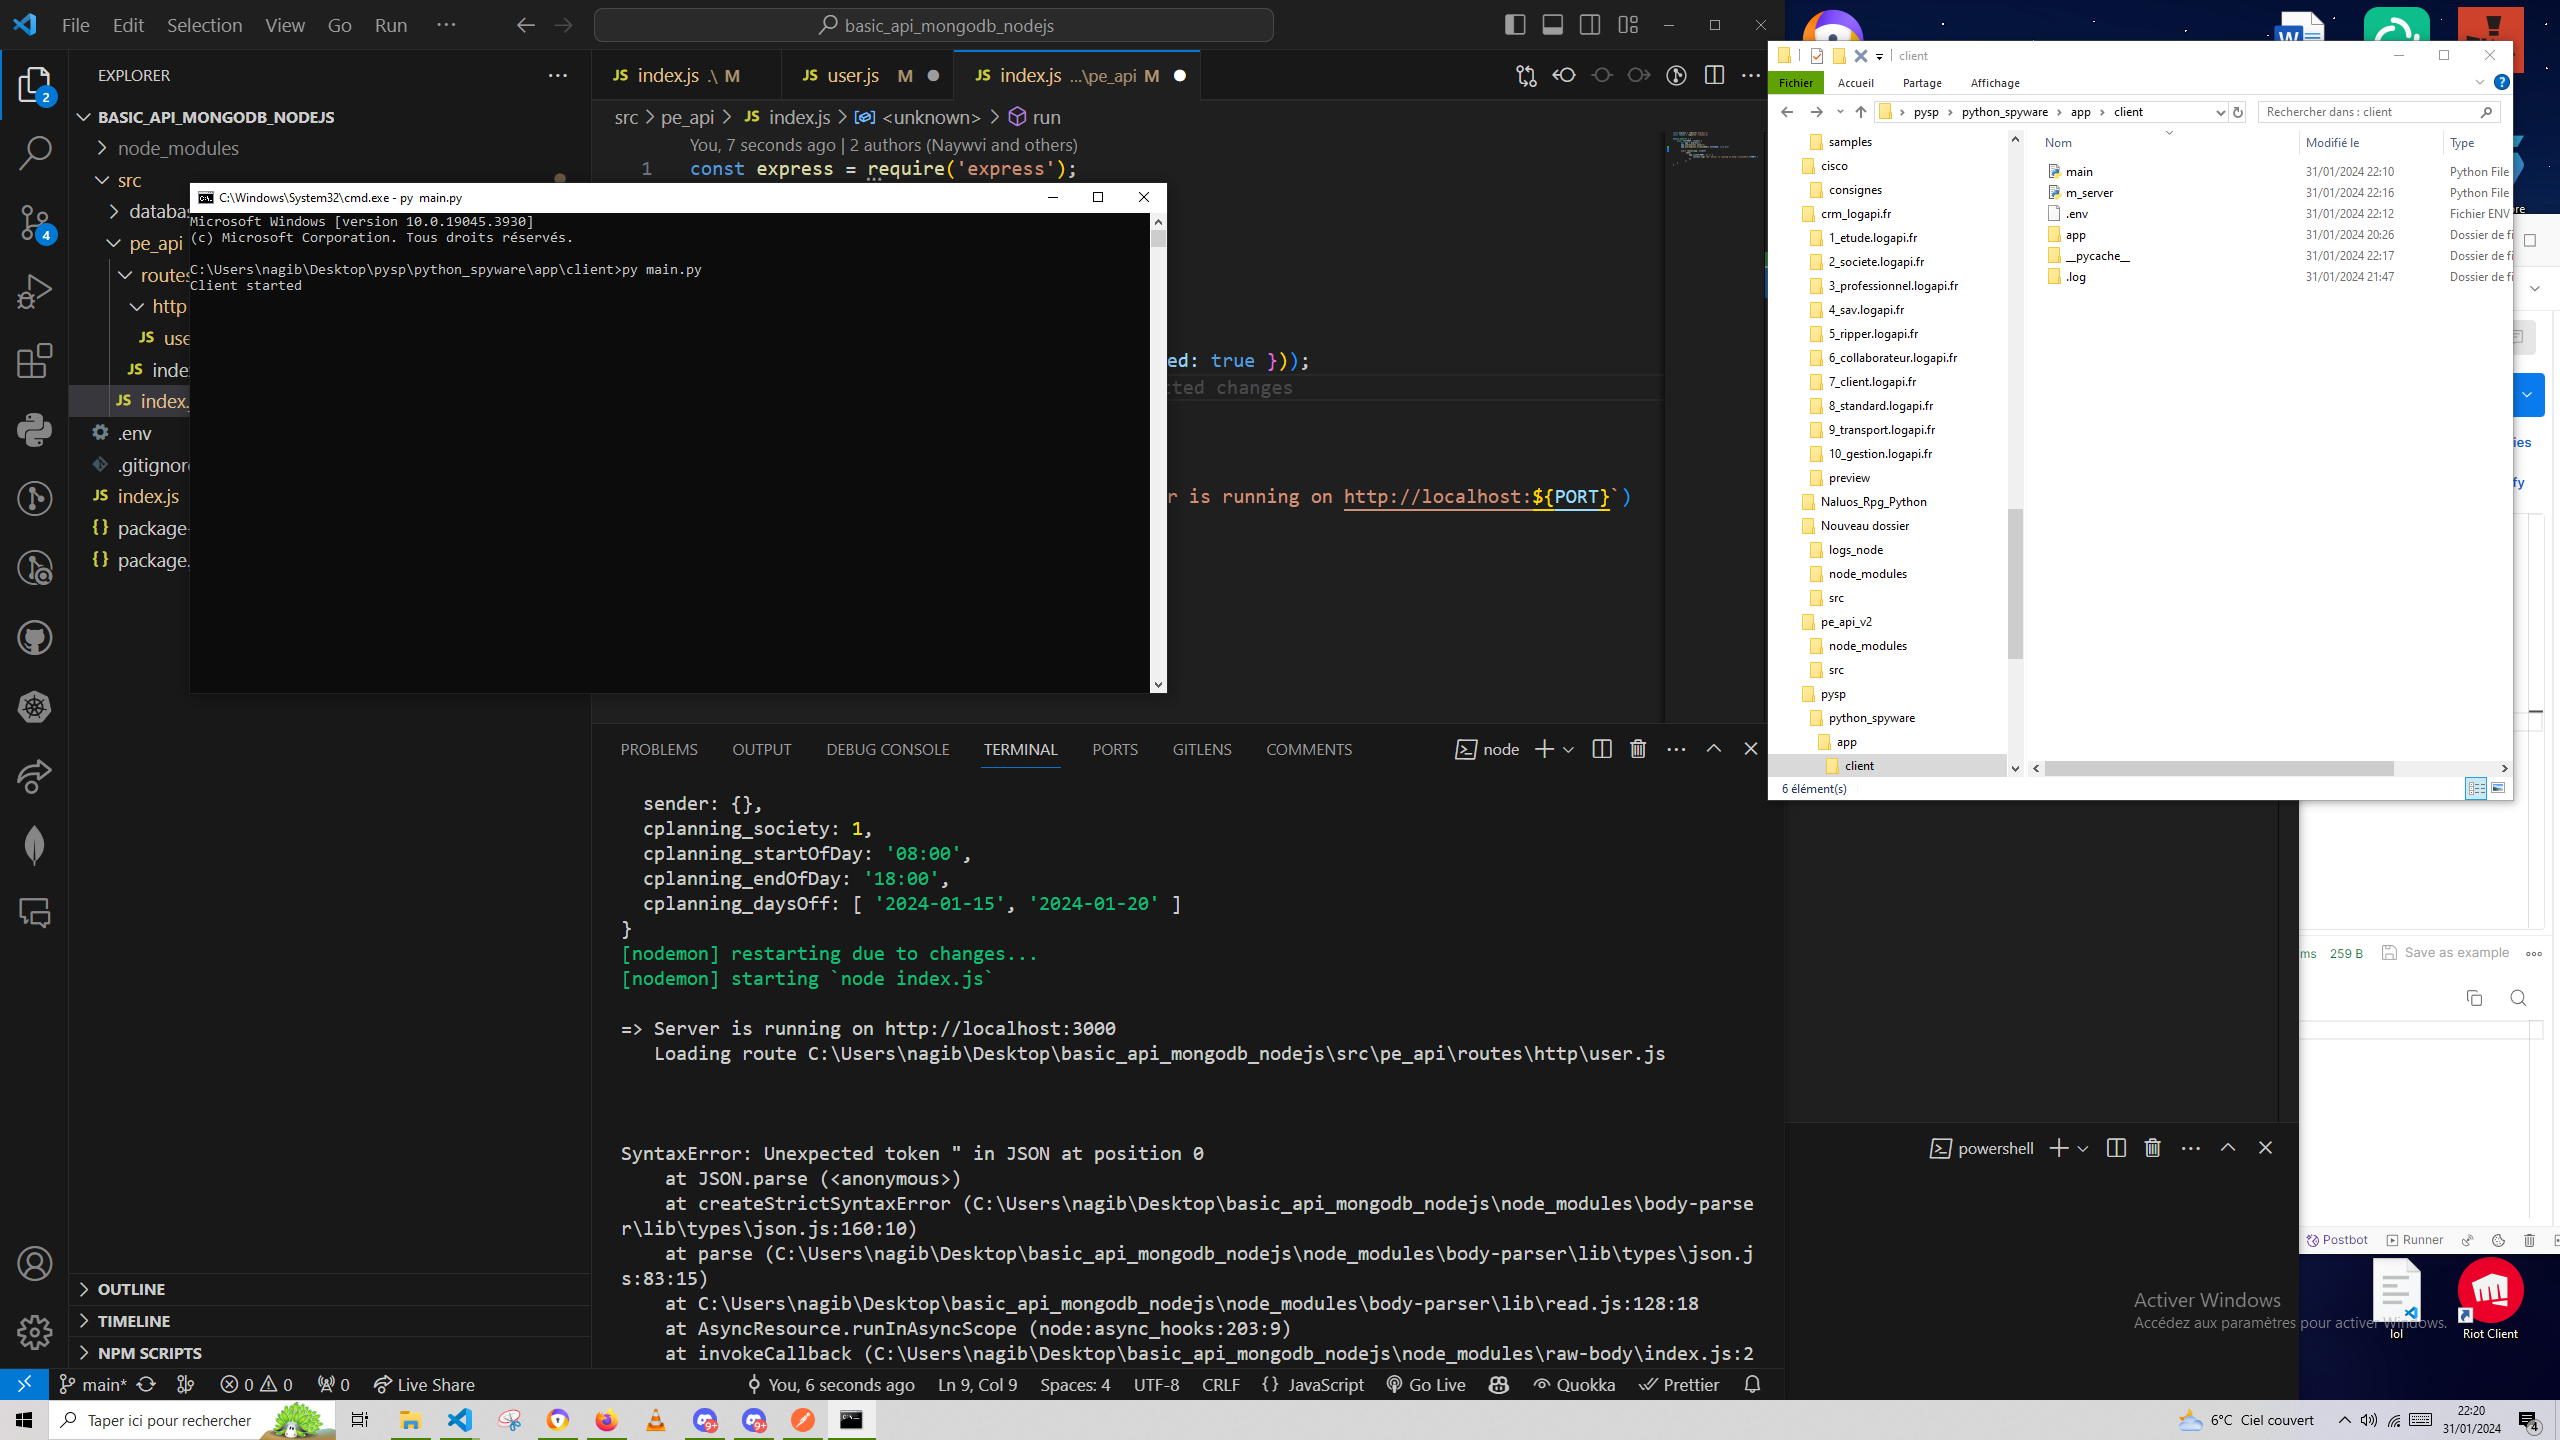 File Edit Selection View Go Run ···
basic_api_mongodb_nodejs
EXPLORER
BASIC_API_MONGODB_NODEJS
node_modules
src
pe_api
http
.env
index.js
OUTLINE
TIMELINE
NPM SCRIPTS
index.js .\ M
user.js M
index.js ...\pe_api M
src > pe_api > JS index.js > <unknown> > run
You, 7 seconds ago | 2 authors (Naywvi and others)
1 const express = require('express');
ed: true }));
tted changes
r is running on http://localhost:${PORT}`)
C:\Windows\System32\cmd.exe - py main.py
Microsoft Windows [version 10.0.19045.3930]
(c) Microsoft Corporation. Tous droits réservés.
C:\Users\nagib\Desktop\pysp\python_spyware\app\client>py main.py
Client started
PROBLEMS OUTPUT DEBUG CONSOLE TERMINAL PORTS GITLENS COMMENTS
node
sender: {},
cplanning_society: 1,
cplanning_startOfDay: '08:00',
cplanning_endOfDay: '18:00',
cplanning_daysOff: [ '2024-01-15', '2024-01-20' ]
}
[nodemon] restarting due to changes...
[nodemon] starting `node index.js`
=> Server is running on http://localhost:3000
Loading route C:\Users\nagib\Desktop\basic_api_mongodb_nodejs\src\pe_api\routes\http\user.js
SyntaxError: Unexpected token " in JSON at position 0
at JSON.parse (<anonymous>)
at createStrictSyntaxError (C:\Users\nagib\Desktop\basic_api_mongodb_nodejs\node_modules\body-parse
r\lib\types\json.js:160:10)
at parse (C:\Users\nagib\Desktop\basic_api_mongodb_nodejs\node_modules\body-parser\lib\types\json.j
s:83:15)
at C:\Users\nagib\Desktop\basic_api_mongodb_nodejs\node_modules\body-parser\lib\read.js:128:18
at AsyncResource.runInAsyncScope (node:async_hooks:203:9)
at invokeCallback (C:\Users\nagib\Desktop\basic_api_mongodb_nodejs\node_modules\raw-body\index.js:2
main* 0 0 0 Live Share
You, 6 seconds ago Ln 9, Col 9 Spaces: 4 UTF-8 CRLF {} JavaScript Go Live Quokka Prettier
client
Fichier Accueil Partage Affichage
pysp > python_spyware > app > client
Rechercher dans : client
samples
cisco
consignes
crm_logapi.fr
1_etude.logapi.fr
2_societe.logapi.fr
3_professionnel.logapi.fr
4_sav.logapi.fr
5_ripper.logapi.fr
6_collaborateur.logapi.fr
7_client.logapi.fr
8_standard.logapi.fr
9_transport.logapi.fr
10_gestion.logapi.fr
preview
Naluos_Rpg_Python
Nouveau dossier
logs_node
node_modules
src
pe_api_v2
node_modules
src
pysp
python_spyware
app
client
Nom Modifié le Type
main 31/01/2024 22:10 Python File
m_server 31/01/2024 22:16 Python File
.env 31/01/2024 22:12 Fichier ENV
app 31/01/2024 20:26 Dossier de fi
__pycache__ 31/01/2024 22:17 Dossier de fi
.log 31/01/2024 21:47 Dossier de fi
6 élément(s)
ms 259 B Save as example
powershell
Postbot Runner
Activer Windows
Accédez aux paramètres pour activer Windows.
lol
Riot Client
Taper ici pour rechercher
6°C Ciel couvert
22:20
31/01/2024